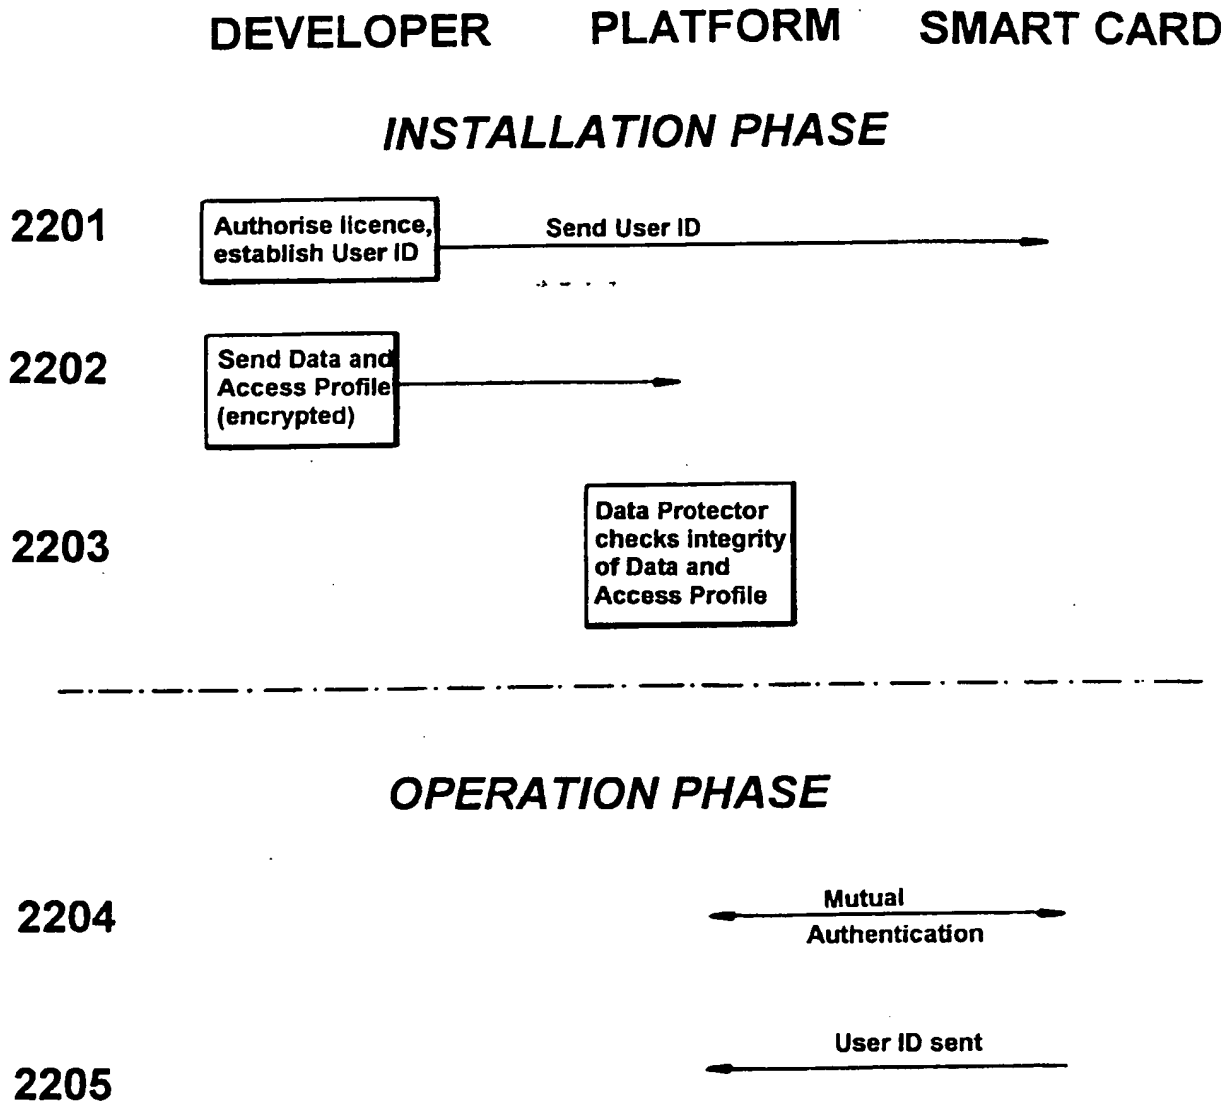 DEVELOPER PLATFORM SMART CARD
INSTALLATION PHASE
2201
Authorise licence,
establish User ID
Send User ID
2202
Send Data and
Access Profile
(encrypted)
2203
Data Protector
checks integrity
of Data and
Access Profile
OPERATION PHASE
2204
Mutual
Authentication
2205
User ID sent